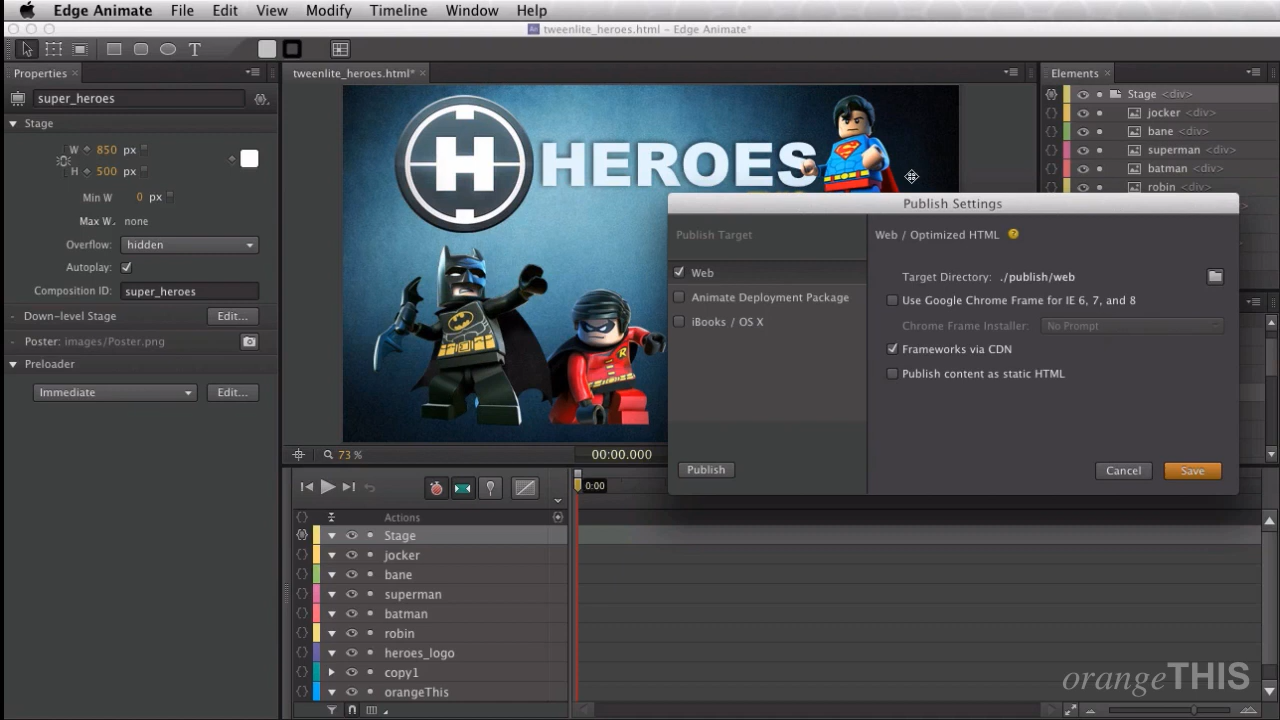 Edge Animate File Edit View Modify Timeline Window Help
tweenlite_heroes.html – Edge Animate*
T
Properties
super_heroes
Stage
W 850 px
H 500 px
Min W 0 px
Max W. none
Overflow: hidden
Autoplay:
Composition ID: super_heroes
Down-level Stage Edit...
Poster: images/Poster.png
Preloader
Immediate Edit...
tweenlite_heroes.html*
H HEROES
R
73 %
00:00.000
Elements
Stage <div>
jocker <div>
bane <div>
superman <div>
batman <div>
robin <div>
Publish Settings
Publish Target
Web
Animate Deployment Package
iBooks / OS X
Publish
Web / Optimized HTML ?
Target Directory: ./publish/web
Use Google Chrome Frame for IE 6, 7, and 8
Chrome Frame Installer: No Prompt
Frameworks via CDN
Publish content as static HTML
Cancel Save
0:00
Actions
Stage
jocker
bane
superman
batman
robin
heroes_logo
copy1
orangeThis
orangeTHIS